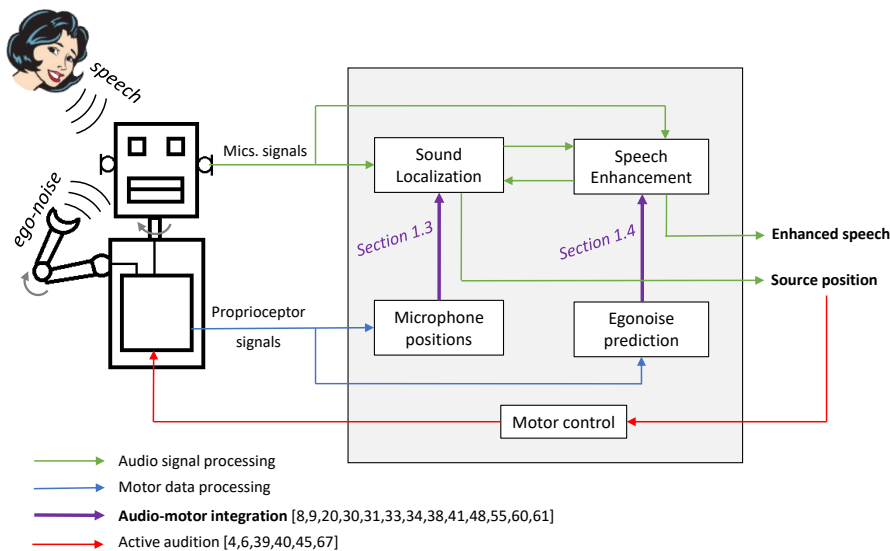 speech
ego-noise
Mics. signals
Sound
Localization
Speech
Enhancement
Section 1.3
Section 1.4
Enhanced speech
Source position
Proprioceptor
signals
Microphone
positions
Egonoise
prediction
Motor control
Audio signal processing
Motor data processing
Audio-motor integration [8,9,20,30,31,33,34,38,41,48,55,60,61]
Active audition [4,6,39,40,45,67]